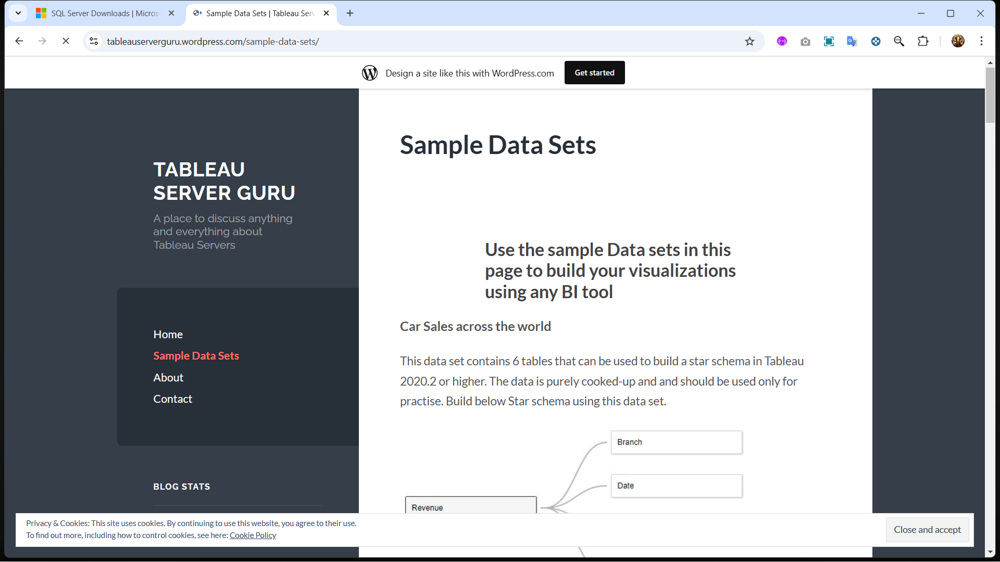 SQL Server Downloads | Micros
Sample Data Sets | Tableau Serv
tableauserverguru.wordpress.com/sample-data-sets/
Design a site like this with WordPress.com
Get started
TABLEAU
SERVER GURU
A place to discuss anything
and everything about
Tableau Servers
Home
Sample Data Sets
About
Contact
BLOG STATS
Sample Data Sets
Use the sample Data sets in this
page to build your visualizations
using any BI tool
Car Sales across the world
This data set contains 6 tables that can be used to build a star schema in Tableau
2020.2 or higher. The data is purely cooked-up and and should be used only for
practise. Build below Star schema using this data set.
Branch
Date
Revenue
Privacy & Cookies: This site uses cookies. By continuing to use this website, you agree to their use.
To find out more, including how to control cookies, see here: Cookie Policy
Close and accept